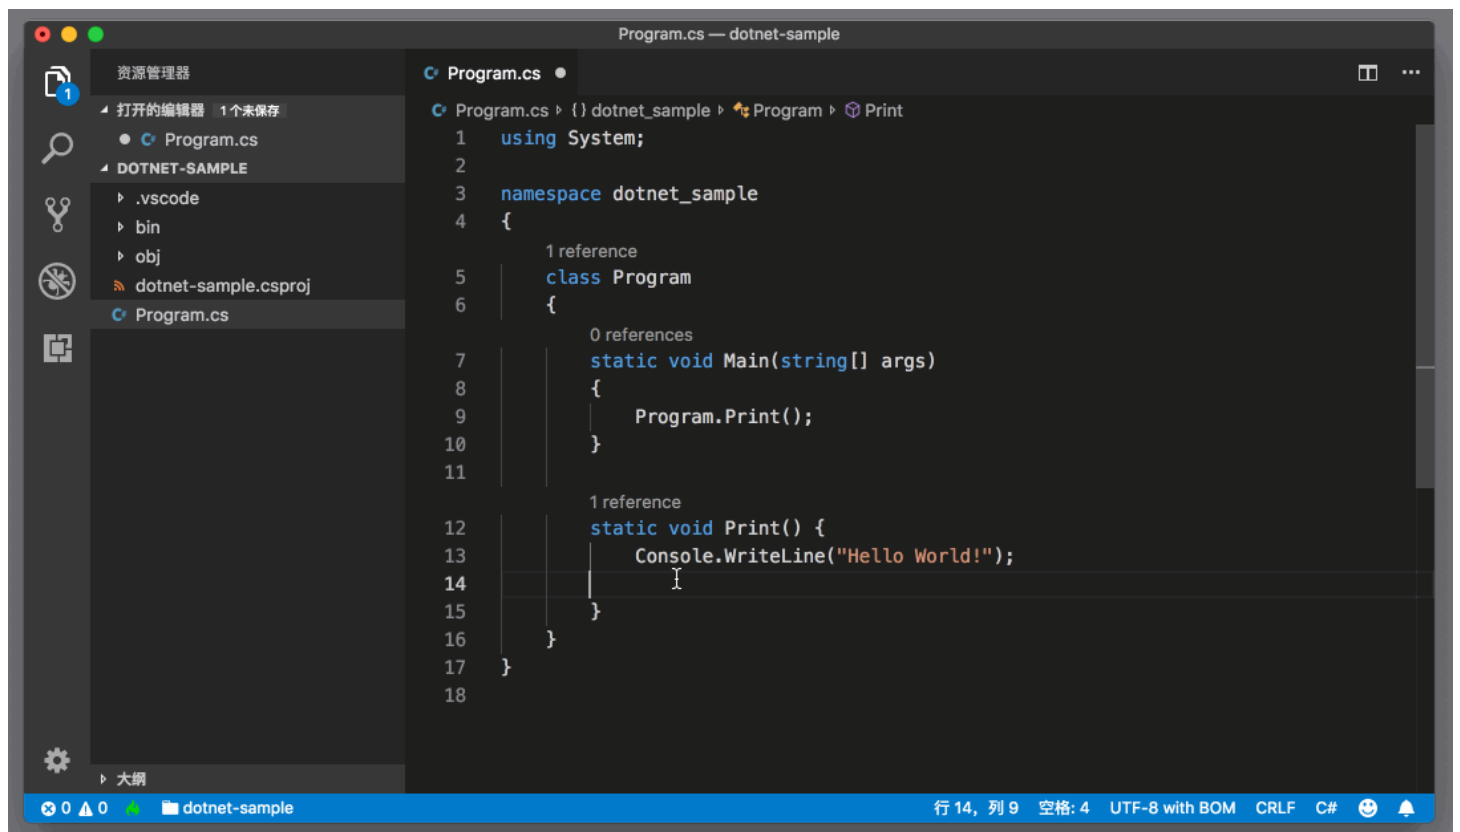 Program.cs — dotnet-sample
资源管理器
打开的编辑器 1个未保存
Program.cs
DOTNET-SAMPLE
.vscode
bin
obj
dotnet-sample.csproj
Program.cs
大纲
1
Program.cs
Program.cs {} dotnet_sample Program Print
1 using System;
2
3 namespace dotnet_sample
4 {
1 reference
5 class Program
6 {
0 references
7 static void Main(string[] args)
8 {
9 Program.Print();
10 }
11
1 reference
12 static void Print() {
13 Console.WriteLine("Hello World!");
14
15 }
16 }
17 }
18
0 0 dotnet-sample 行 14，列 9 空格: 4 UTF-8 with BOM CRLF C#